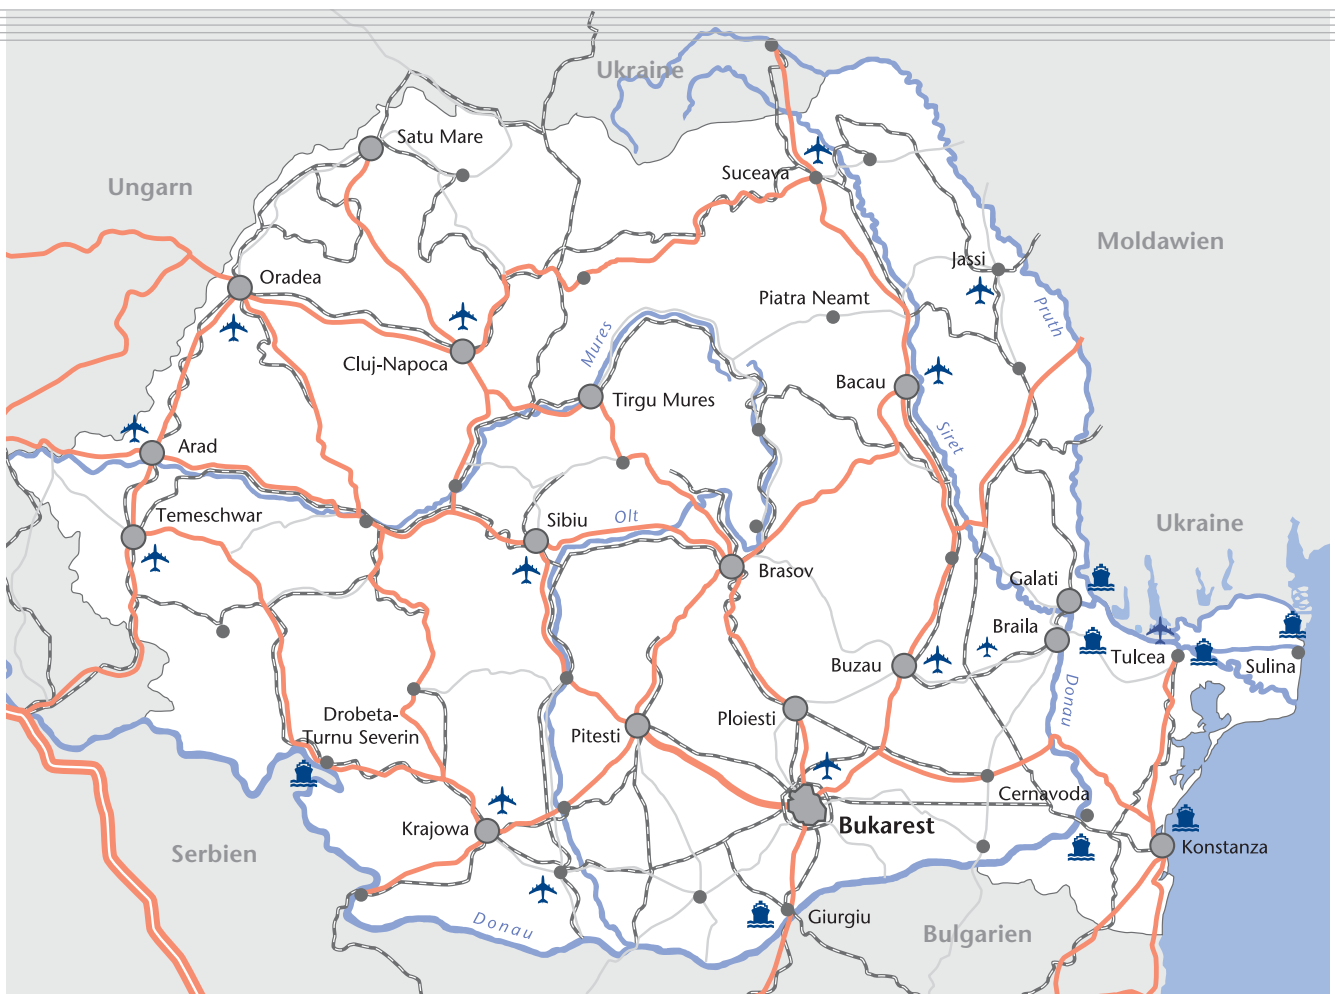 Ukraine
Satu Mare
Suceava
Ungarn
Moldawien
Jassi
Oradea
Piatra Neamt
Pruth
Mures
Cluj-Napoca
Bacau
Tirgu Mures
Siret
Arad
Temeschwar
Olt
Sibiu
Ukraine
Brasov
Galati
Braila
Tulcea
Sulina
Buzau
Donau
Drobeta-
Turnu Severin
Ploiesti
Pitesti
Cernavoda
Krajowa
Bukarest
Konstanza
Serbien
Giurgiu
Donau
Bulgarien